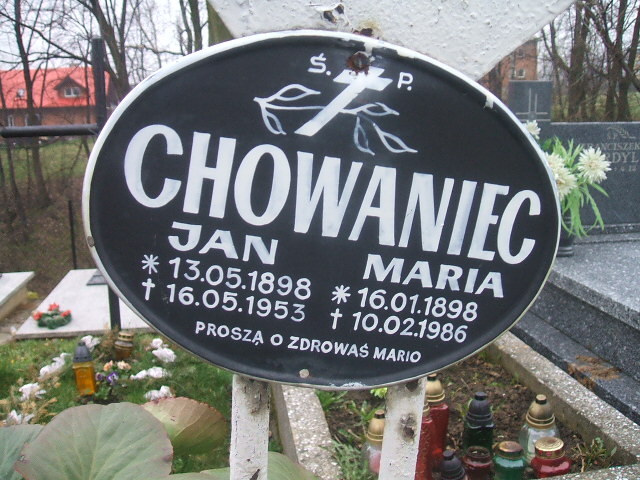 Ś. P.
CHOWANIEC
JAN
* 13.05.1898
† 16.05.1953
MARIA
* 16.01.1898
† 10.02.1986
PROSZĄ O ZDROWAŚ MARIO